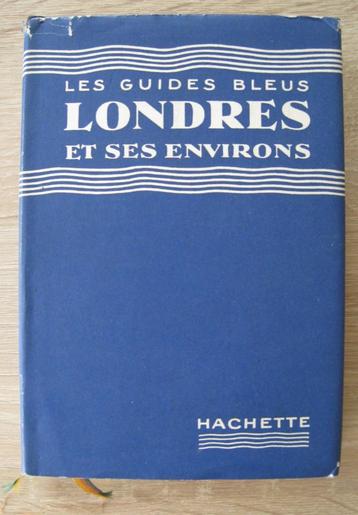 LES GUIDES BLEUS
LONDRES
ET SES ENVIRONS
HACHETTE